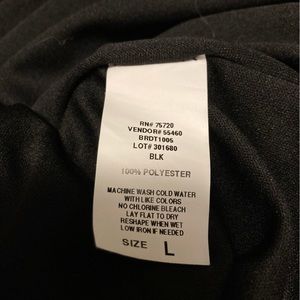 RN# 75720
VENDOR# 55460
BRDT1005
LOT# 301680
BLK
100% POLYESTER
MACHINE WASH COLD WATER
WITH LIKE COLORS
NO CHLORINE BLEACH
LAY FLAT TO DRY
RESHAPE WHEN WET
LOW IRON IF NEEDED
SIZE L